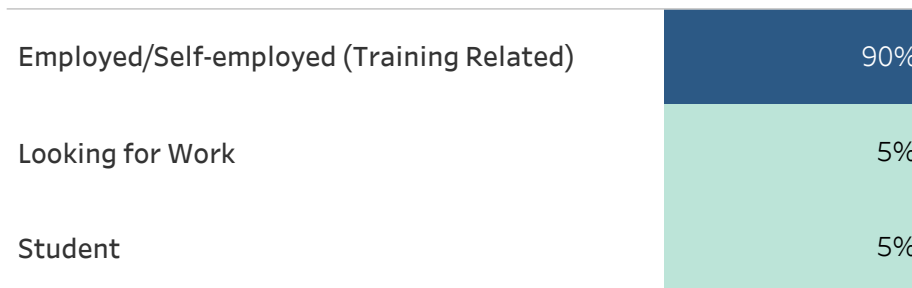 Employed/Self-employed (Training Related) 90%
Looking for Work 5%
Student 5%